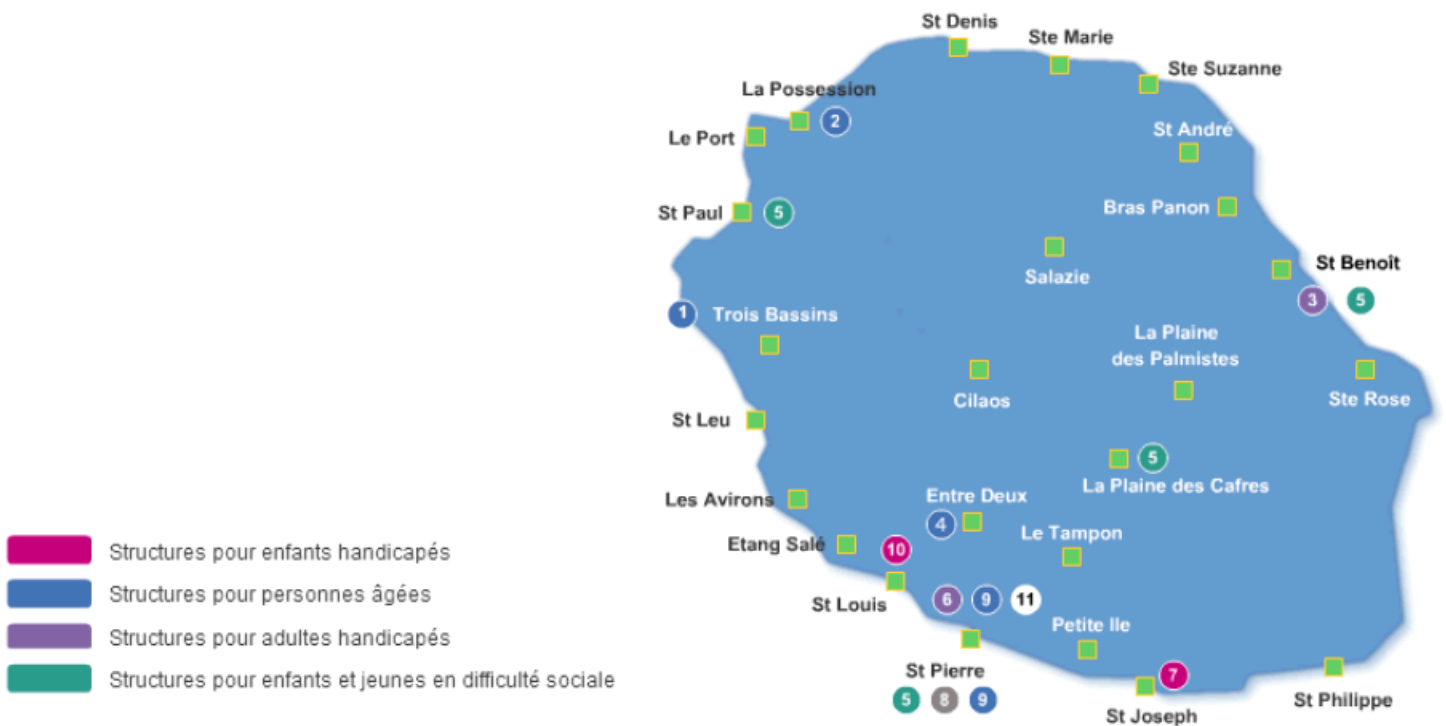 St Denis
Ste Marie
Ste Suzanne
La Possession
2
Le Port
St André
St Paul
5
Bras Panon
Salazie
St Benoît
3
5
1
Trois Bassins
La Plaine
des Palmistes
Cilaos
Ste Rose
St Leu
5
La Plaine des Cafres
Les Avirons
Entre Deux
4
Le Tampon
Etang Salé
10
St Louis
6
9
11
Petite Ile
St Pierre
5
8
9
7
St Joseph
St Philippe
Structures pour enfants handicapés
Structures pour personnes âgées
Structures pour adultes handicapés
Structures pour enfants et jeunes en difficulté sociale